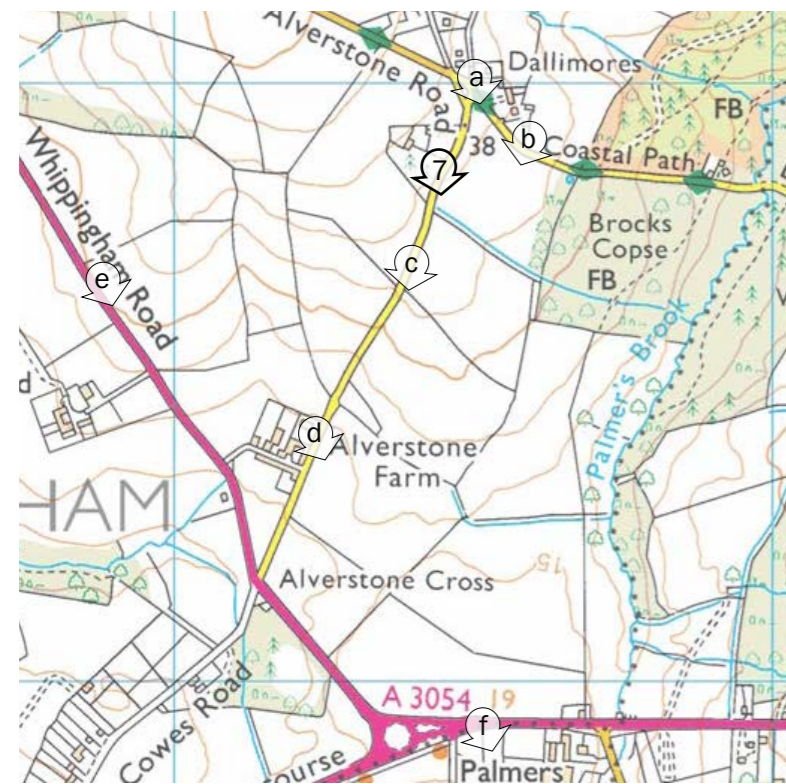 Alverstone Road
Dallimores
a
FB
b
38
Coastal Path
7
Whippingham Road
Brocks
Copse
c
FB
e
Palmer's Brook
d
Alverstone
Farm
HAM
15
Alverstone Cross
A 3054
19
Cowes Road
f
course
Palmers